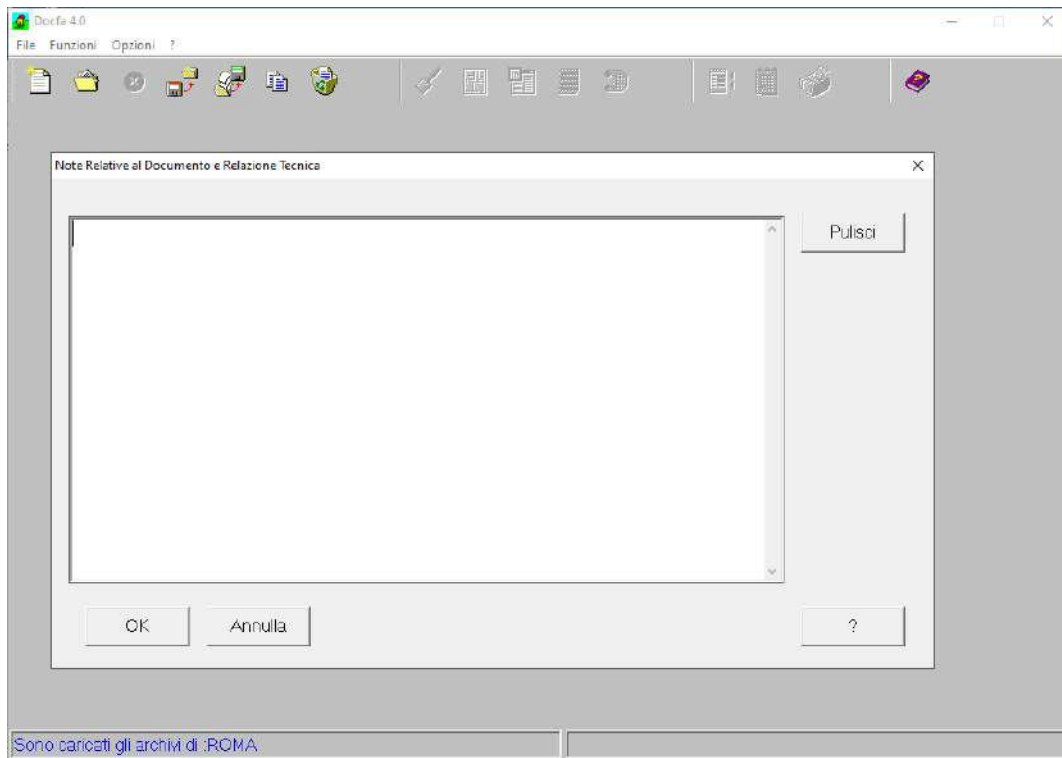 Docfa 4.0
File Funzioni Opzioni ?
Note Relative al Documento e Relazione Tecnica
Pulisci
OK Annulla ?
Sono caricati gli archivi di :ROMA